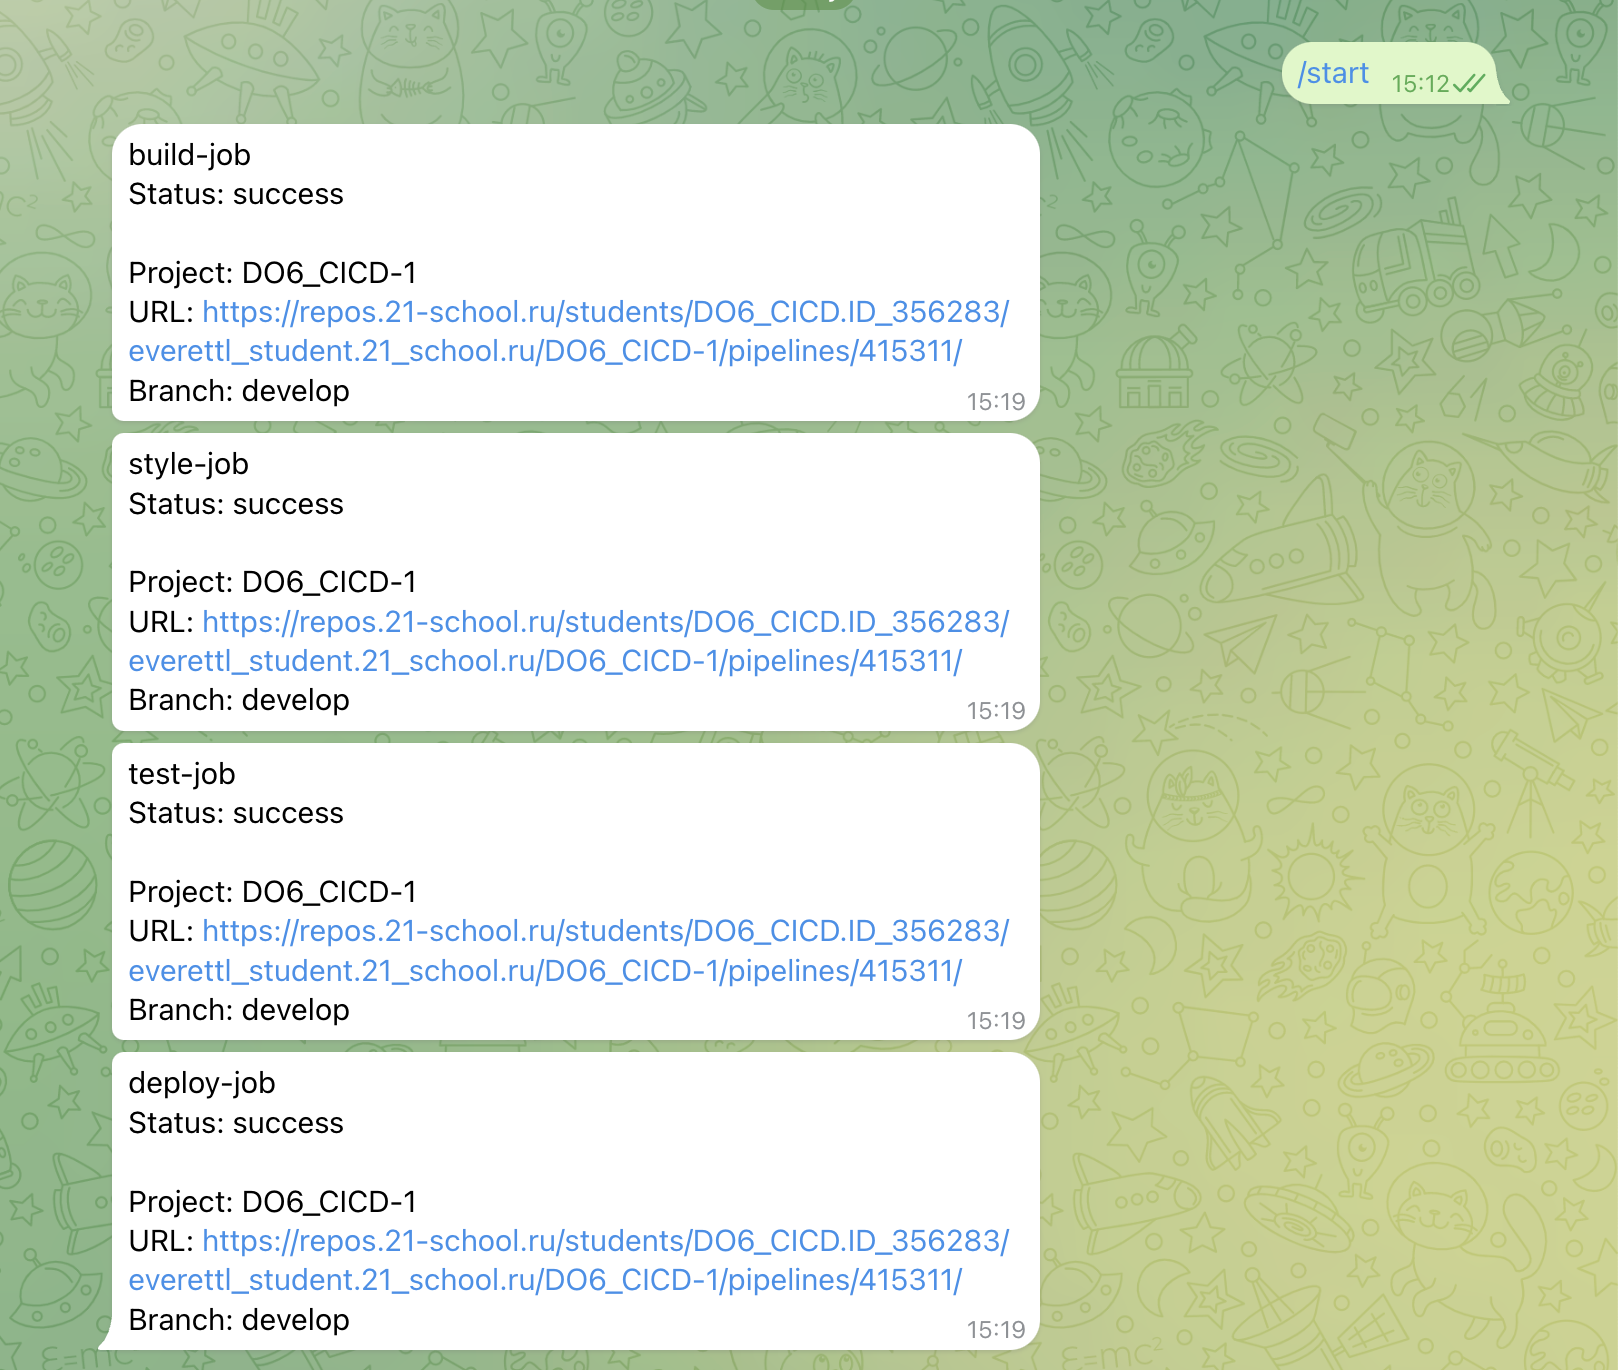 /start 15:12
build-job
Status: success
Project: DO6_CICD-1
URL: https://repos.21-school.ru/students/DO6_CICD.ID_356283/
everettl_student.21_school.ru/DO6_CICD-1/pipelines/415311/
Branch: develop
15:19
style-job
Status: success
Project: DO6_CICD-1
URL: https://repos.21-school.ru/students/DO6_CICD.ID_356283/
everettl_student.21_school.ru/DO6_CICD-1/pipelines/415311/
Branch: develop
15:19
test-job
Status: success
Project: DO6_CICD-1
URL: https://repos.21-school.ru/students/DO6_CICD.ID_356283/
everettl_student.21_school.ru/DO6_CICD-1/pipelines/415311/
Branch: develop
15:19
deploy-job
Status: success
Project: DO6_CICD-1
URL: https://repos.21-school.ru/students/DO6_CICD.ID_356283/
everettl_student.21_school.ru/DO6_CICD-1/pipelines/415311/
Branch: develop
15:19